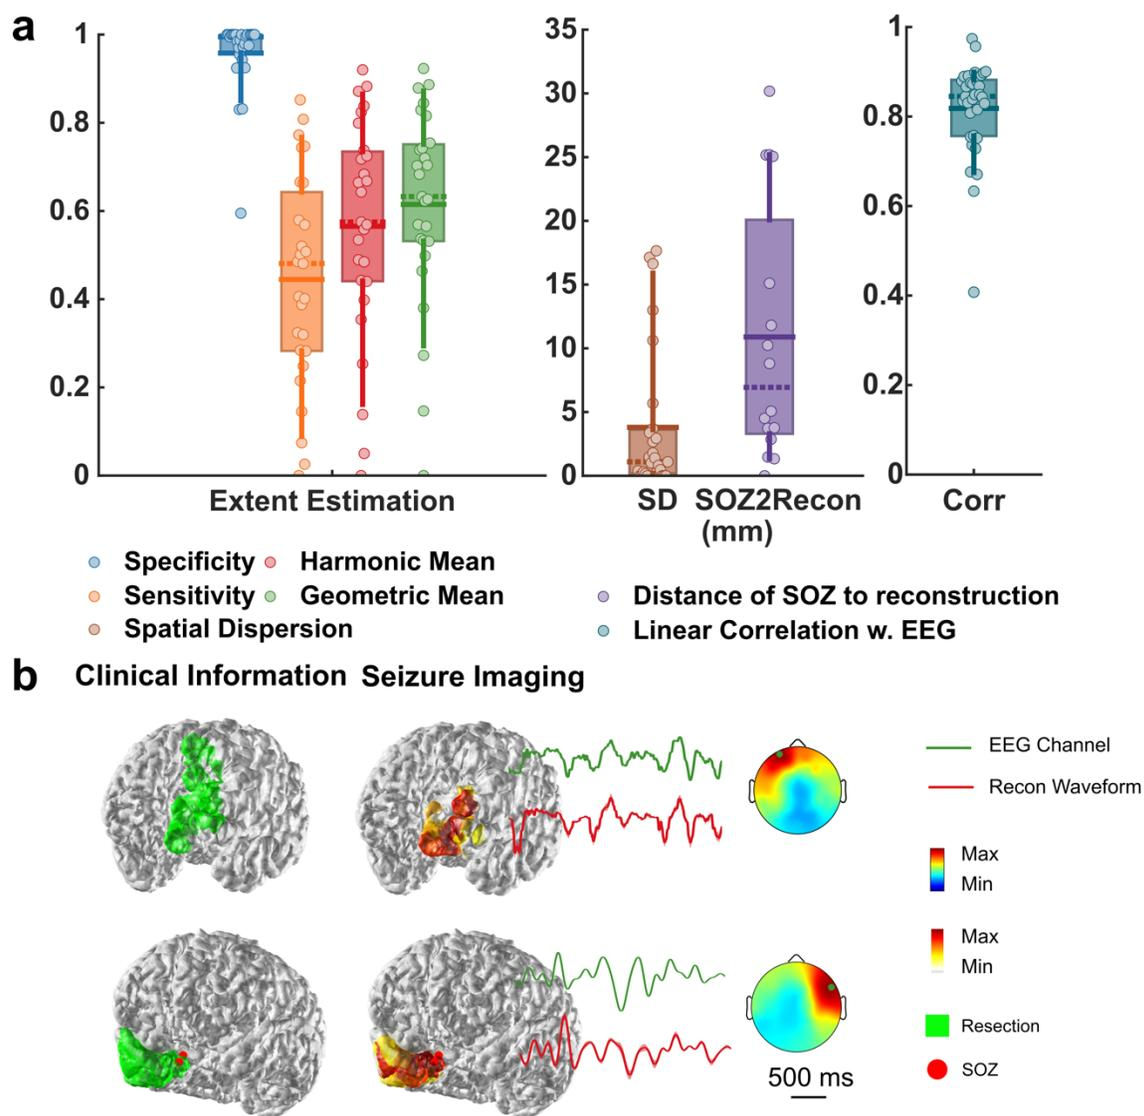 a
1
0.8
0.6
0.4
0.2
0
Extent Estimation
35
30
25
20
15
10
5
0
SD SOZ2Recon
(mm)
1
0.8
0.6
0.4
0.2
0
Corr
Specificity Harmonic Mean
Sensitivity Geometric Mean
Spatial Dispersion
Distance of SOZ to reconstruction
Linear Correlation w. EEG
b
Clinical Information Seizure Imaging
EEG Channel
Recon Waveform
Max
Min
Max
Min
Resection
SOZ
500 ms